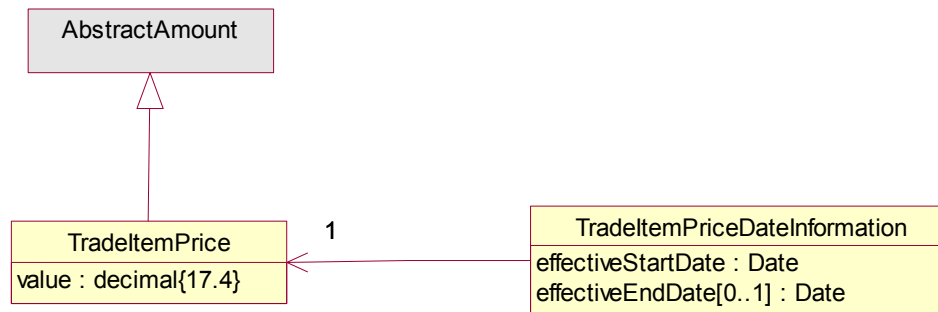 AbstractAmount
TradeItemPrice
value : decimal{17.4}
1
TradeItemPriceDateInformation
effectiveStartDate : Date
effectiveEndDate[0..1] : Date